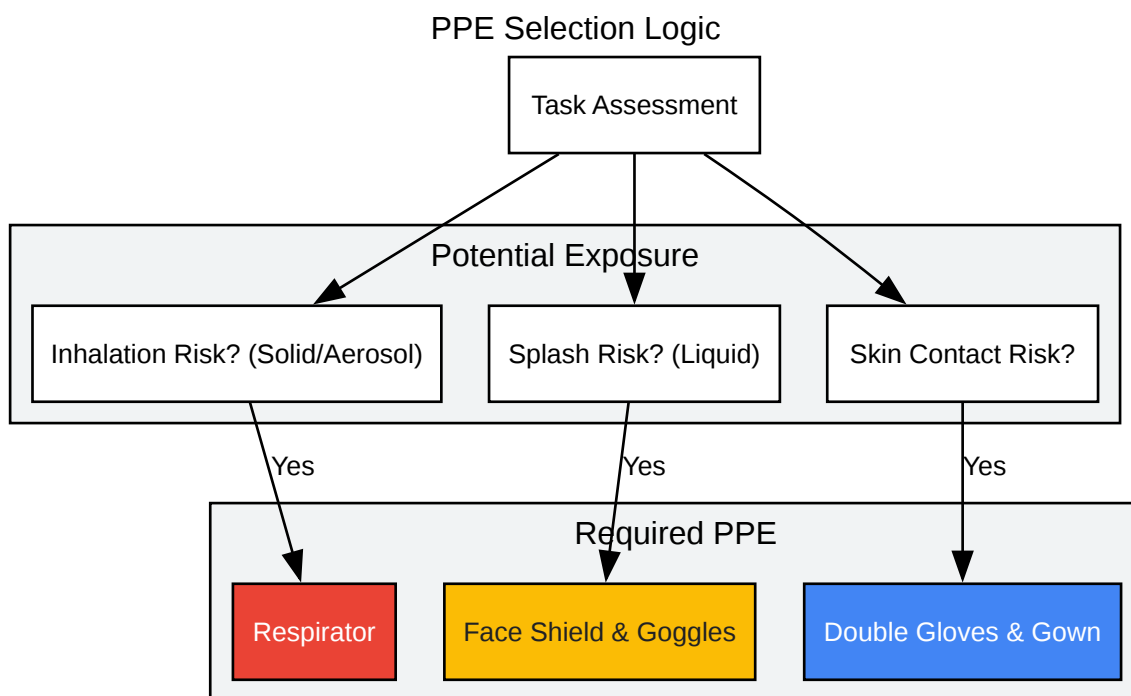 PPE Selection Logic
Task Assessment
Potential Exposure
Inhalation Risk? (Solid/Aerosol)
Splash Risk? (Liquid)
Skin Contact Risk?
Yes
Yes
Yes
Required PPE
Respirator
Face Shield & Goggles
Double Gloves & Gown